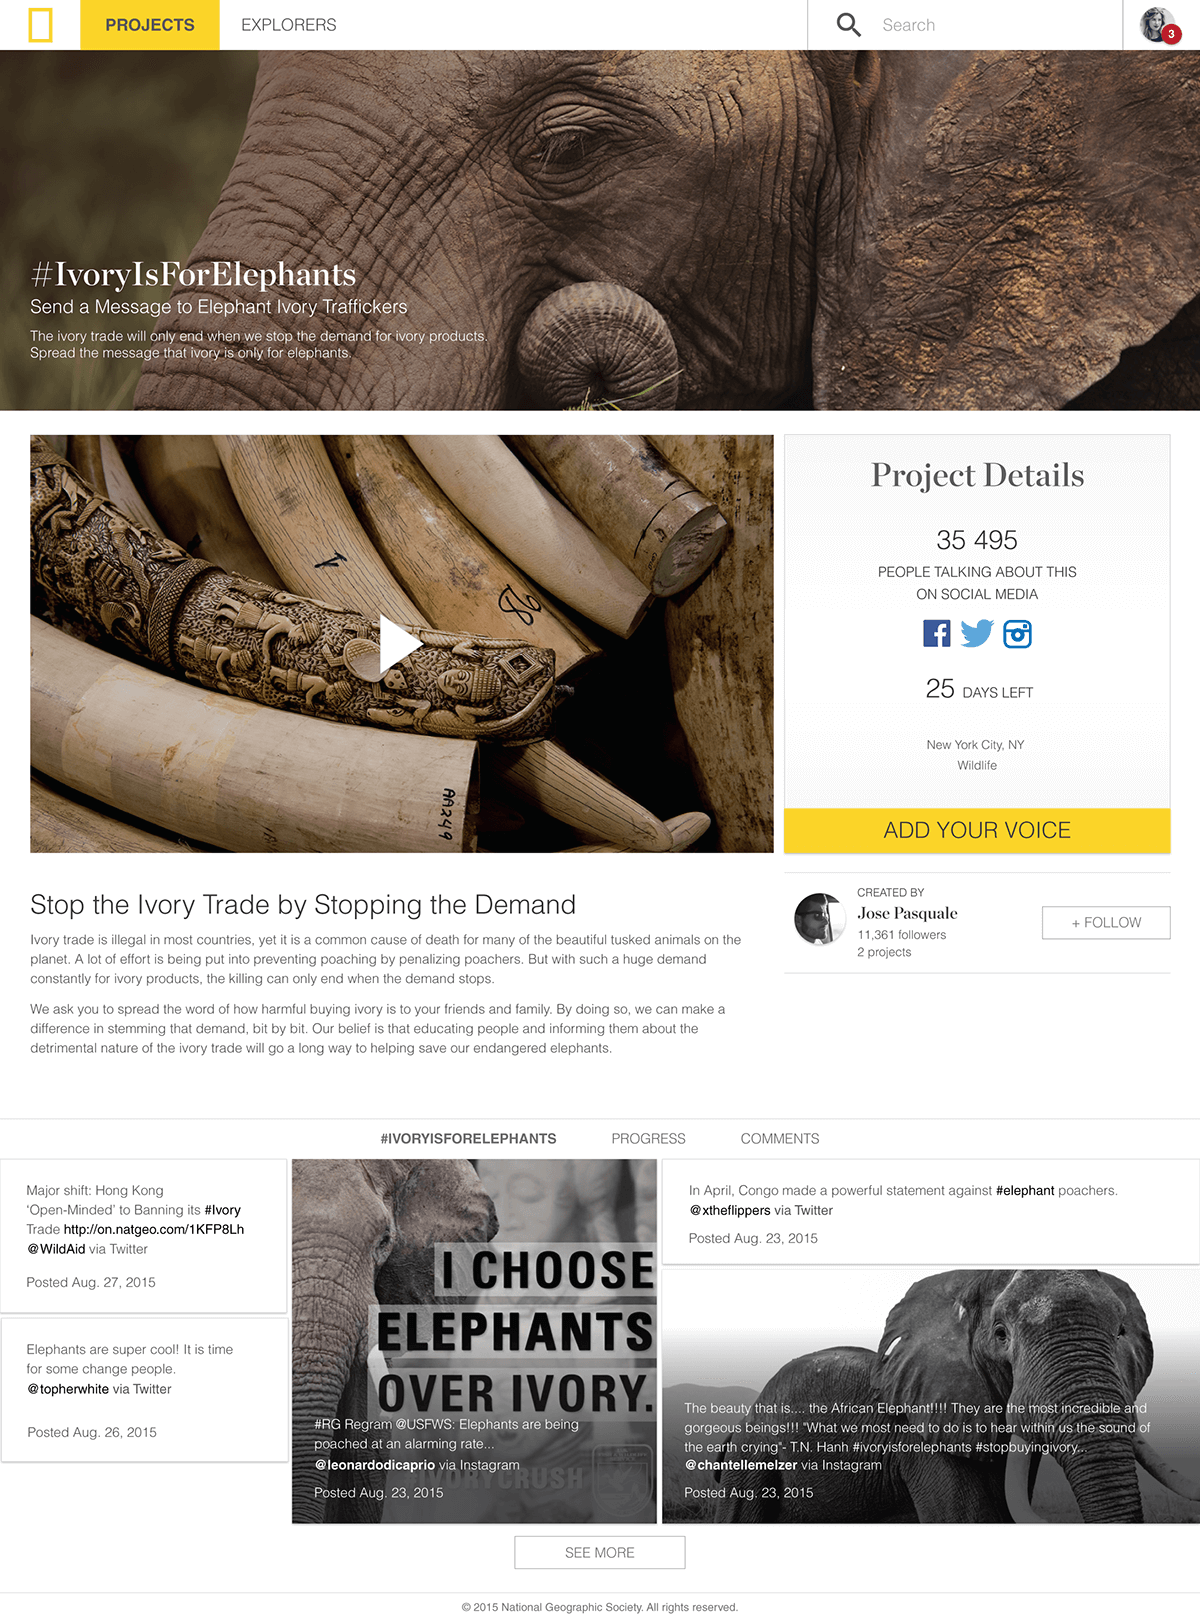 PROJECTS
EXPLORERS
Search
3
#IvoryIsForElephants
Send a Message to Elephant Ivory Traffickers
The ivory trade will only end when we stop the demand for ivory products.
Spread the message that ivory is only for elephants.
28
AA249
Project Details
35 495
PEOPLE TALKING ABOUT THIS
ON SOCIAL MEDIA
25 DAYS LEFT
New York City, NY
Wildlife
ADD YOUR VOICE
CREATED BY
Jose Pasquale
11,361 followers
2 projects
+ FOLLOW
Stop the Ivory Trade by Stopping the Demand
Ivory trade is illegal in most countries, yet it is a common cause of death for many of the beautiful tusked animals on the
planet. A lot of effort is being put into preventing poaching by penalizing poachers. But with such a huge demand
constantly for ivory products, the killing can only end when the demand stops.
We ask you to spread the word of how harmful buying ivory is to your friends and family. By doing so, we can make a
difference in stemming that demand, bit by bit. Our belief is that educating people and informing them about the
detrimental nature of the ivory trade will go a long way to helping save our endangered elephants.
#IVORYISFORELEPHANTS
PROGRESS
COMMENTS
Major shift: Hong Kong
‘Open-Minded’ to Banning its #Ivory
Trade http://on.natgeo.com/1KFP8Lh
@WildAid via Twitter
Posted Aug. 27, 2015
Elephants are super cool! It is time
for some change people.
@topherwhite via Twitter
Posted Aug. 26, 2015
I CHOOSE
ELEPHANTS
OVER IVORY.
#RG Regram @USFWS: Elephants are being
poached at an alarming rate...
@leonardodicaprio via Instagram
IVORYCRUSH
Posted Aug. 23, 2015
In April, Congo made a powerful statement against #elephant poachers.
@xtheflippers via Twitter
Posted Aug. 23, 2015
The beauty that is.... the African Elephant!!!! They are the most incredible and
gorgeous beings!!! "What we most need to do is to hear within us the sound of
the earth crying"- T.N. Hanh #ivoryisforelephants #stopbuyingivory...
@chantellemelzer via Instagram
Posted Aug. 23, 2015
SEE MORE
© 2015 National Geographic Society. All rights reserved.